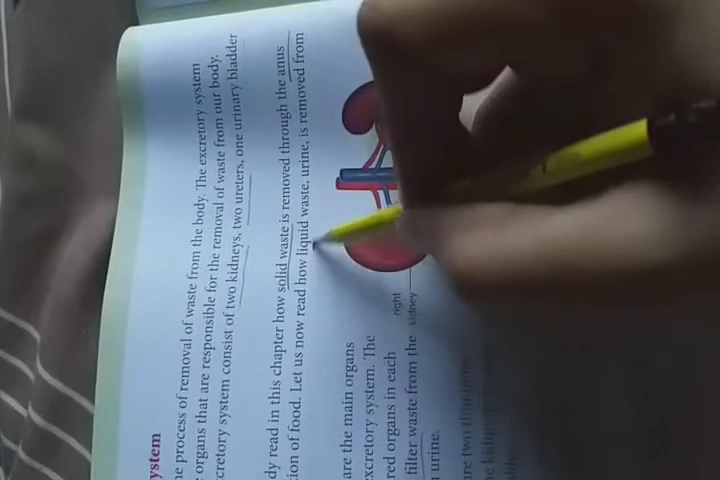 ystem
e process of removal of waste from the body. The excretory system
organs that are responsible for the removal of waste from our body.
cretory system consist of two kidneys, two ureters, one urinary bladder
dy read in this chapter how solid waste is removed through the anus
tion of food. Let us now read how liquid waste, urine, is removed from
are the main organs
excretory system. The
red organs in each
filter waste from the
urine.
right
kidney
are two